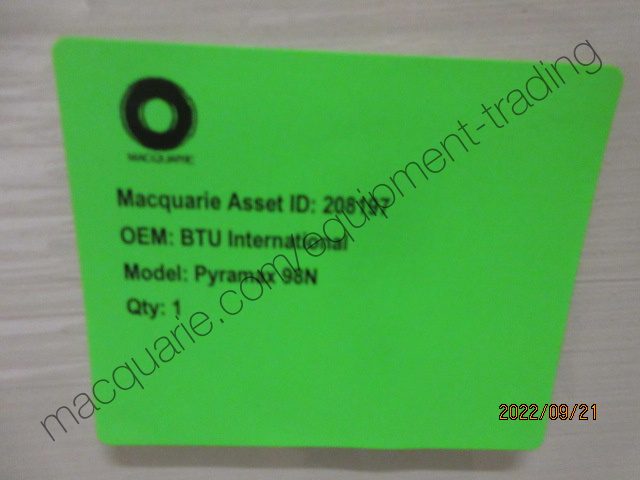 MACQUARIE
Macquarie Asset ID: 208197
OEM: BTU International
Model: Pyramax 98N
Qty: 1
macquarie.com/equipment-trading
2022/09/21